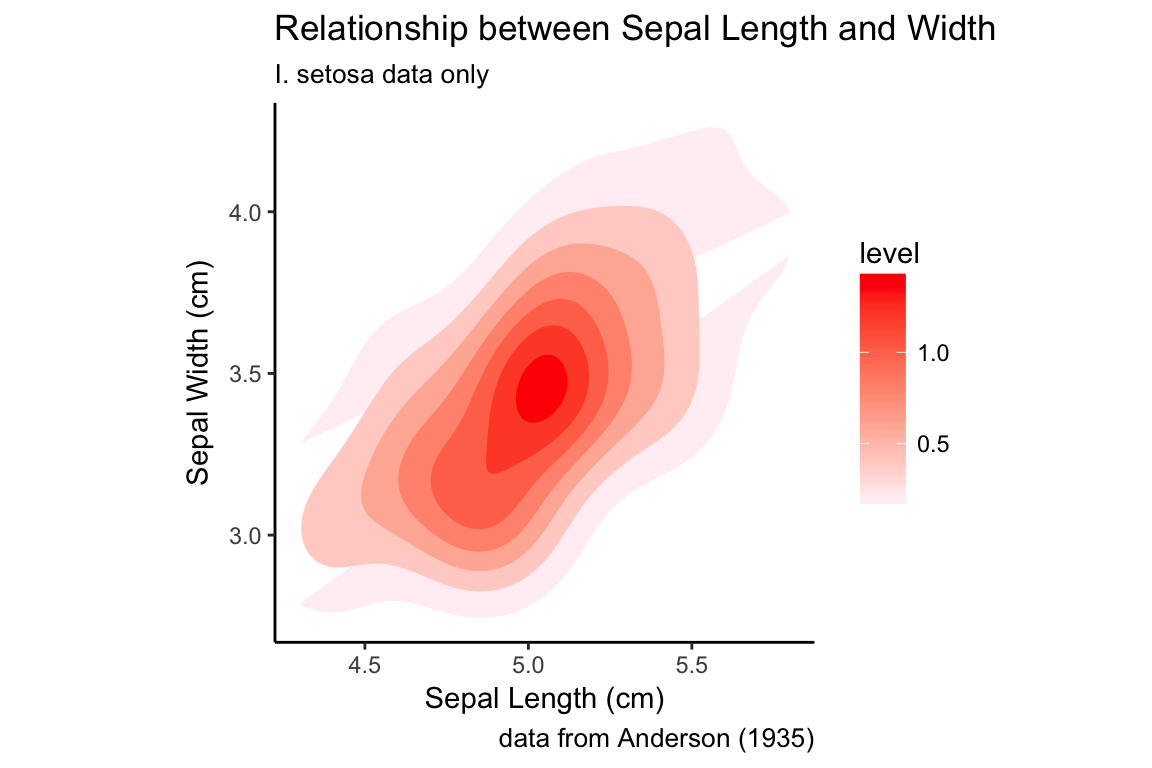 Relationship between Sepal Length and Width
I. setosa data only
Sepal Width (cm)
4.0
3.5
3.0
4.5
5.0
5.5
Sepal Length (cm)
data from Anderson (1935)
level
1.0
0.5